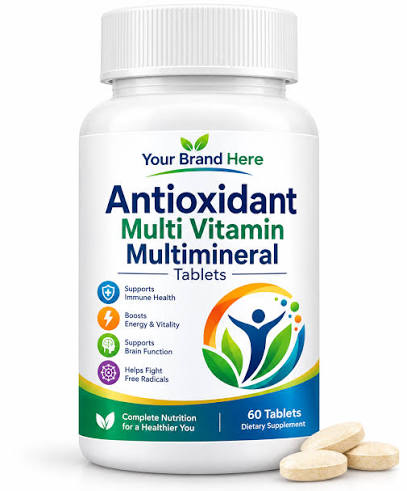 Your Brand Here
Antioxidant
Multi Vitamin
Multimineral
Tablets
Supports
Immune Health
Boosts
Energy & Vitality
Supports
Brain Function
Helps Fight
Free Radicals
Complete Nutrition
for a Healthier You
60 Tablets
Dietary Supplement